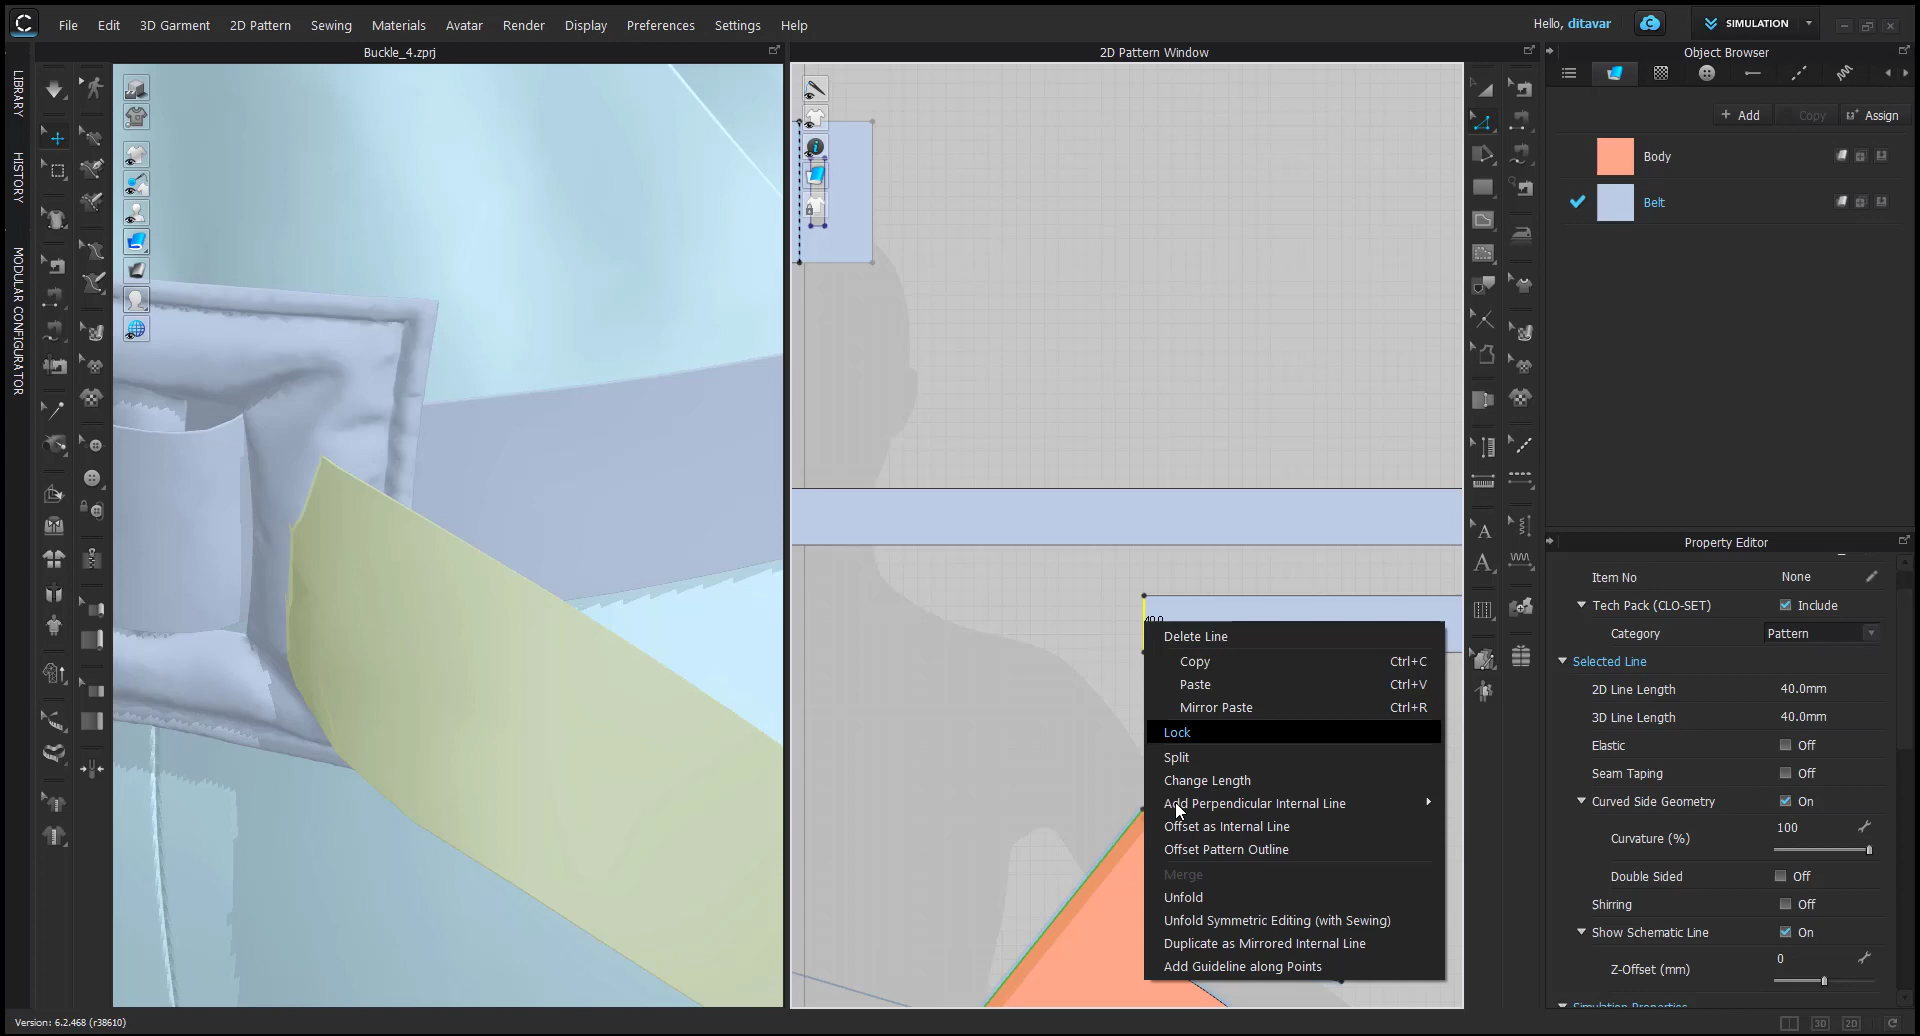 File Edit 3D Garment 2D Pattern Sewing Materials Avatar Render Display Preferences Settings Help
Hello, ditavar
SIMULATION
Buckle_4.zprj
2D Pattern Window
Object Browser
LIBRARY
HISTORY
MODULAR CONFIGURATOR
+ Add Copy Assign
Body
Belt
Property Editor
Item No None
Tech Pack (CLO-SET) Include
Category Pattern
Selected Line
2D Line Length 40.0mm
3D Line Length 40.0mm
Elastic Off
Seam Taping Off
Curved Side Geometry On
Curvature (%) 100
Double Sided Off
Shirring Off
Show Schematic Line On
Z-Offset (mm) 0
Simulation Properties
40.0
Delete Line
Copy Ctrl+C
Paste Ctrl+V
Mirror Paste Ctrl+R
Lock
Split
Change Length
Add Perpendicular Internal Line
Offset as Internal Line
Offset Pattern Outline
Merge
Unfold
Unfold Symmetric Editing (with Sewing)
Duplicate as Mirrored Internal Line
Add Guideline along Points
Version: 6.2.468 (r38610)
3D 2D